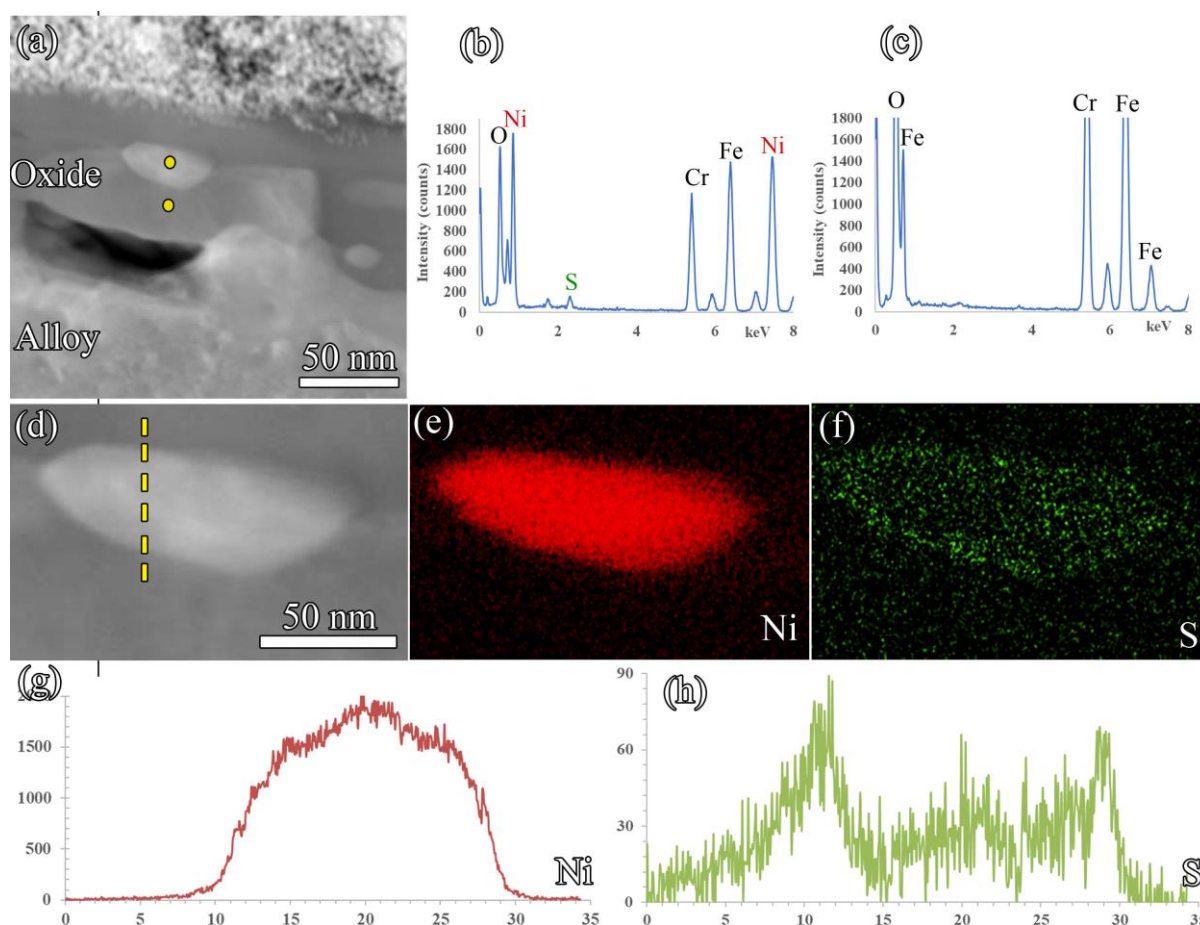 (a)
Oxide
Alloy
50 nm
(b)
Intensity (counts)
1800
1600
1400
1200
1000
800
600
400
200
0
O
Ni
S
Cr
Fe
Ni
0
2
4
6
keV
8
(c)
Intensity (counts)
1800
1600
1400
1200
1000
800
600
400
200
0
O
Fe
Cr
Fe
Fe
0
2
4
6
keV
8
(d)
50 nm
(e)
Ni
(f)
S
(g)
1500
1000
500
0
0
5
10
15
20
25
30
35
Ni
(h)
90
60
30
0
0
5
10
15
20
25
30
35
S